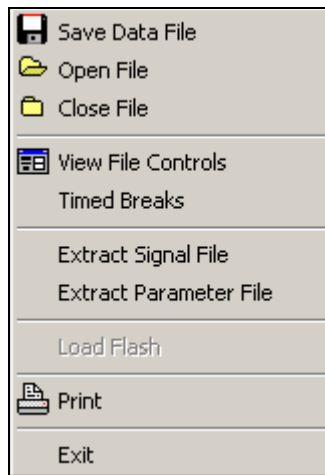 Save Data File
Open File
Close File
View File Controls
Timed Breaks
Extract Signal File
Extract Parameter File
Load Flash
Print
Exit